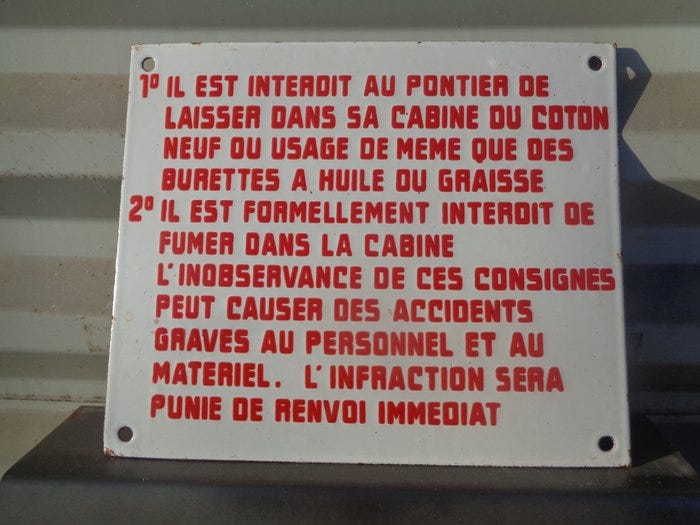 1º IL EST INTERDIT AU PONTIER DE
LAISSER DANS SA CABINE DU COTON
NEUF OU USAGE DE MEME QUE DES
BURETTES A HUILE OU GRAISSE
2º IL EST FORMELLEMENT INTERDIT DE
FUMER DANS LA CABINE
L'INOBSERVANCE DE CES CONSIGNES
PEUT CAUSER DES ACCIDENTS
GRAVES AU PERSONNEL ET AU
MATERIEL. L'INFRACTION SERA
PUNIE DE RENVOI IMMEDIAT